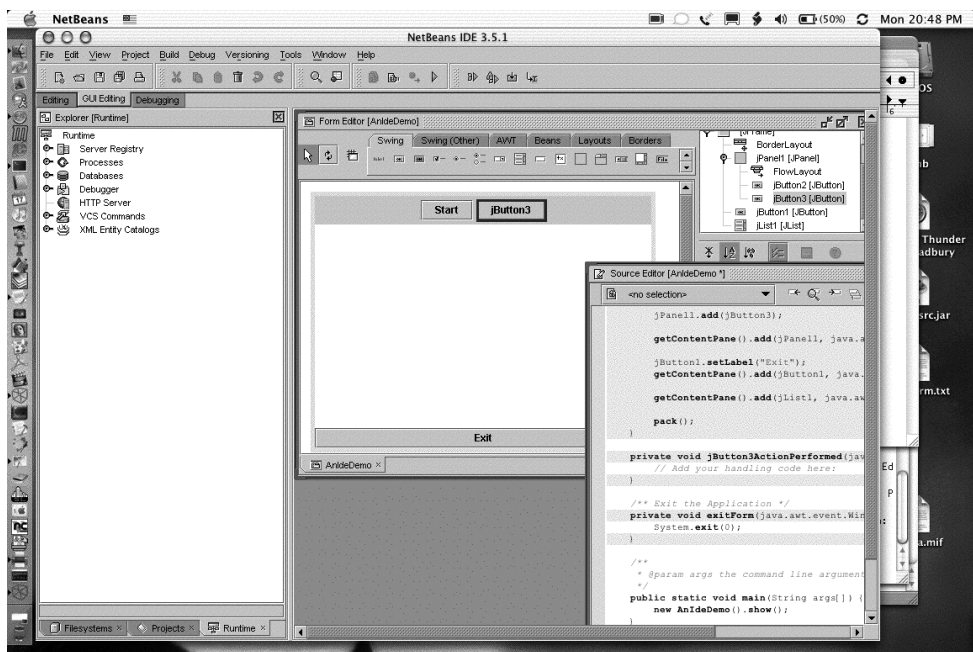 NetBeans
(50%) Mon 20:48 PM
NetBeans IDE 3.5.1
File Edit View Project Build Debug Versioning Tools Window Help
Editing GUI Editing Debugging
Explorer [Runtime]
Runtime
Server Registry
Processes
Databases
Debugger
HTTP Server
VCS Commands
XML Entity Catalogs
Filesystems × Projects × Runtime ×
Form Editor [AnIdeDemo]
Swing Swing (Other) AWT Beans Layouts Borders
Start jButton3
Exit
AnIdeDemo ×
[JFrame]
BorderLayout
jPanel1 [JPanel]
FlowLayout
jButton2 [JButton]
jButton3 [JButton]
jButton1 [JButton]
jList1 [JList]
Source Editor [AnIdeDemo *]
<no selection>
jPanel1.add(jButton3);
getContentPane().add(jPanel1, java.a
jButton1.setLabel("Exit");
getContentPane().add(jButton1, java.
getContentPane().add(jList1, java.aw
pack();
}
private void jButton3ActionPerformed(jav
// Add your handling code here:
}
/** Exit the Application */
private void exitForm(java.awt.event.Win
System.exit(0);
}
/**
* @param args the command line argument
*/
public static void main(String args[]) {
new AnIdeDemo().show();
}
OS
6
nb
Thunder
adbury
src.jar
rm.txt
Ed
P
a.mif